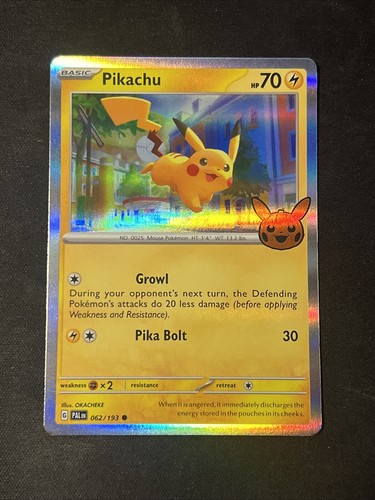 BASIC
Pikachu HP 70
NO. 0025 Mouse Pokémon HT: 1'4" WT: 13.2 lbs.
Growl
During your opponent's next turn, the Defending
Pokémon's attacks do 20 less damage (before applying
Weakness and Resistance).
Pika Bolt 30
weakness ×2 resistance retreat
Illus. OKACHEKE
G PAL EN 062/193
When it is angered, it immediately discharges the
energy stored in the pouches in its cheeks.